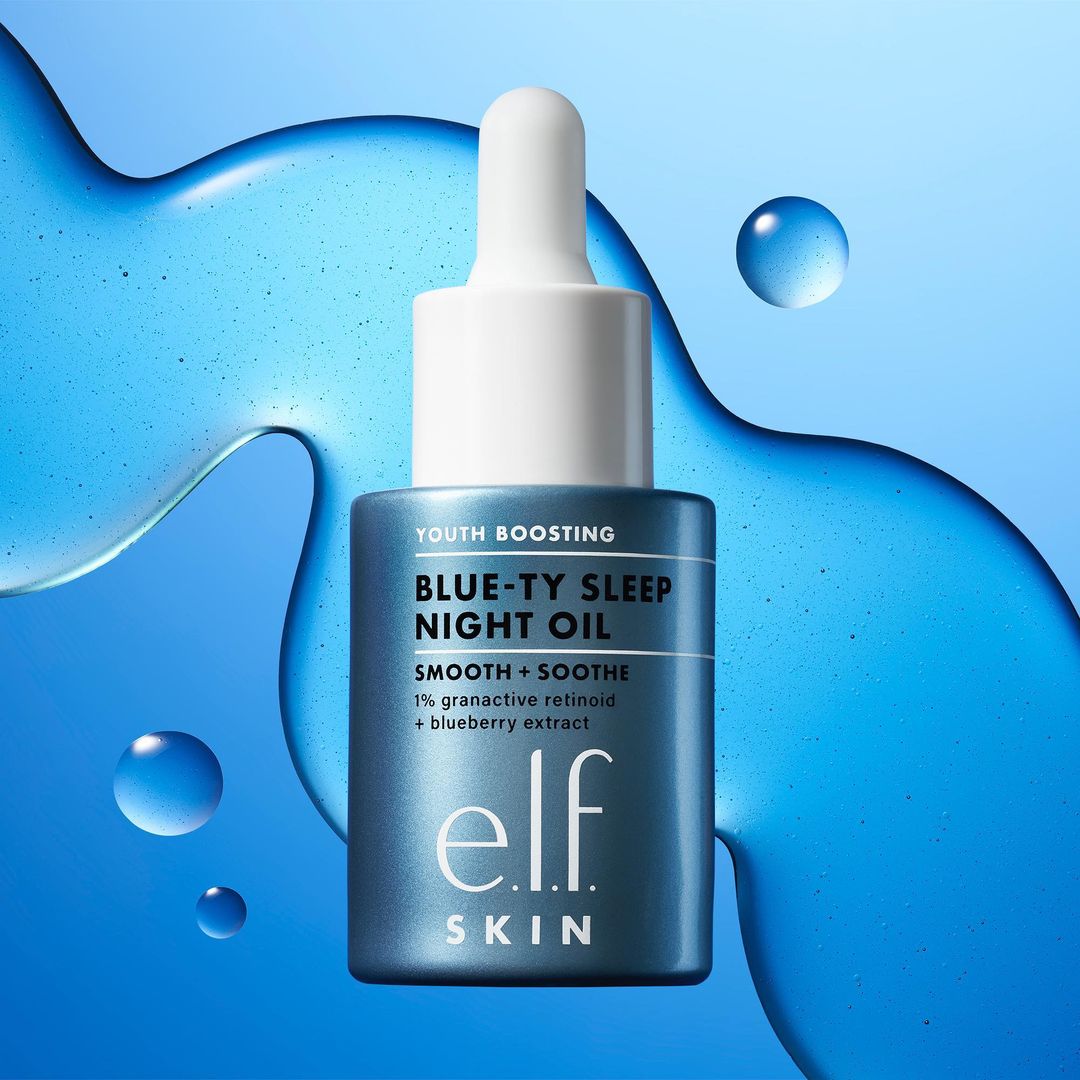 YOUTH BOOSTING
BLUE-TY SLEEP
NIGHT OIL
SMOOTH + SOOTHE
1% granactive retinoid
+ blueberry extract
e.l.f.
SKIN